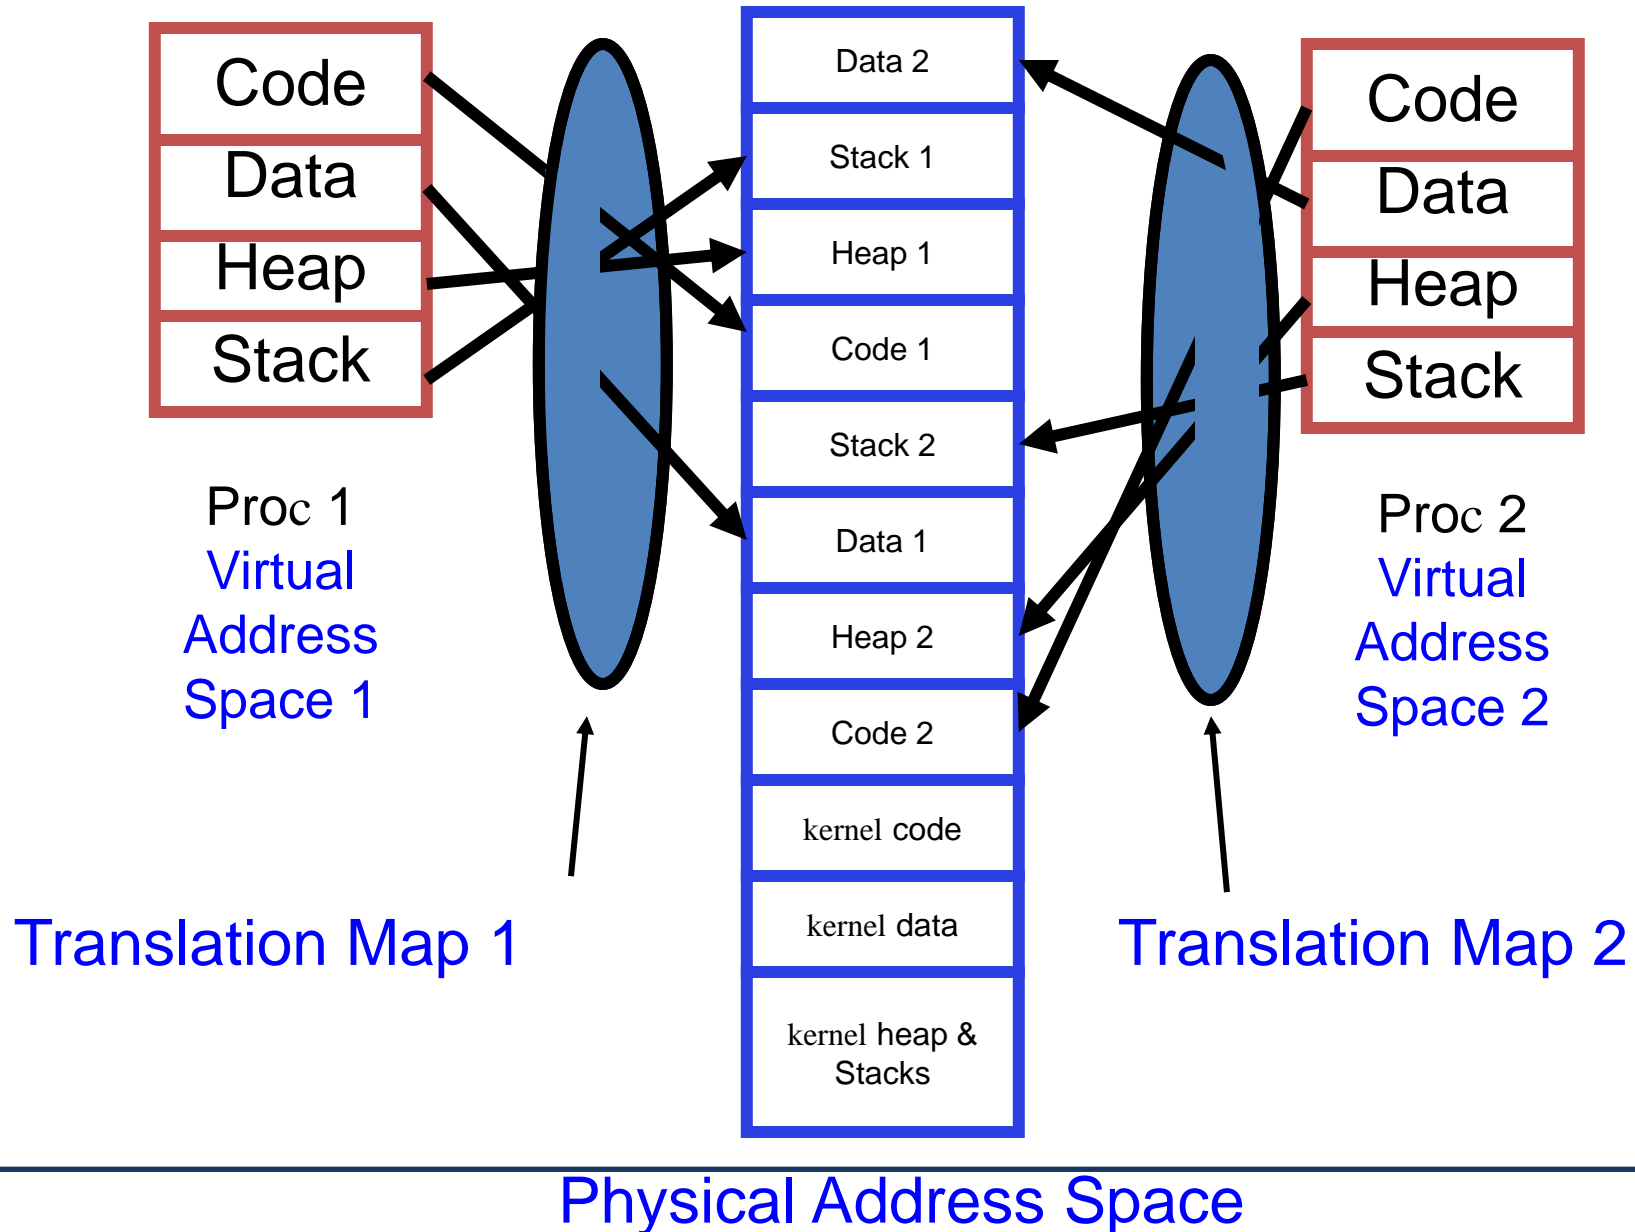 Code
Data
Heap
Stack
Proc 1
Virtual
Address
Space 1
Translation Map 1
Data 2
Stack 1
Heap 1
Code 1
Stack 2
Data 1
Heap 2
Code 2
kernel code
kernel data
kernel heap &
Stacks
Code
Data
Heap
Stack
Proc 2
Virtual
Address
Space 2
Translation Map 2
Physical Address Space